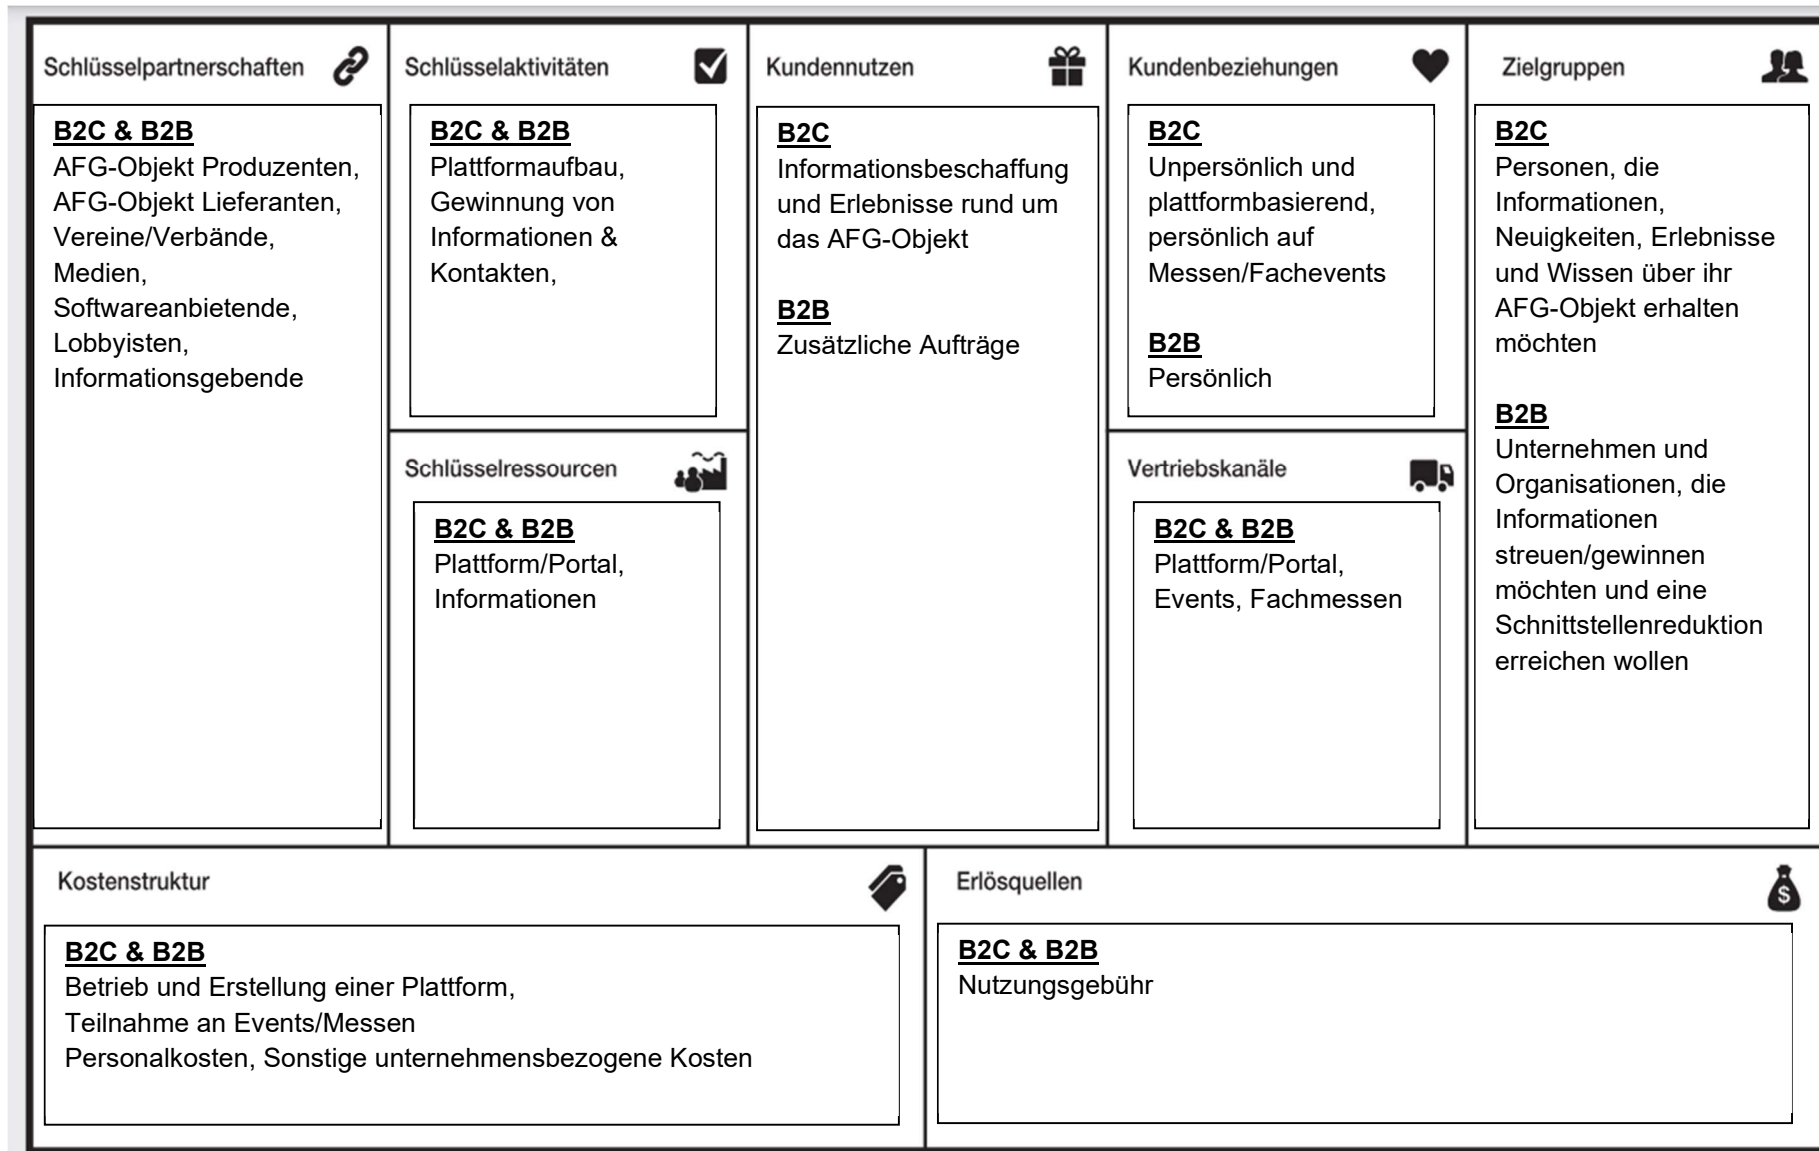 Schlüsselpartnerschaften
B2C & B2B
AFG-Objekt Produzenten,
AFG-Objekt Lieferanten,
Vereine/Verbände,
Medien,
Softwareanbietende,
Lobbyisten,
Informationsgebende
Schlüsselaktivitäten
B2C & B2B
Plattformaufbau,
Gewinnung von
Informationen &
Kontakten,
Schlüsselressourcen
B2C & B2B
Plattform/Portal,
Informationen
Kundennutzen
B2C
Informationsbeschaffung
und Erlebnisse rund um
das AFG-Objekt
B2B
Zusätzliche Aufträge
Kundenbeziehungen
B2C
Unpersönlich und
plattformbasierend,
persönlich auf
Messen/Fachevents
B2B
Persönlich
Vertriebskanäle
B2C & B2B
Plattform/Portal,
Events, Fachmessen
Zielgruppen
B2C
Personen, die
Informationen,
Neuigkeiten, Erlebnisse
und Wissen über ihr
AFG-Objekt erhalten
möchten
B2B
Unternehmen und
Organisationen, die
Informationen
streuen/gewinnen
möchten und eine
Schnittstellenreduktion
erreichen wollen
Kostenstruktur
B2C & B2B
Betrieb und Erstellung einer Plattform,
Teilnahme an Events/Messen
Personalkosten, Sonstige unternehmensbezogene Kosten
Erlösquellen
$
B2C & B2B
Nutzungsgebühr